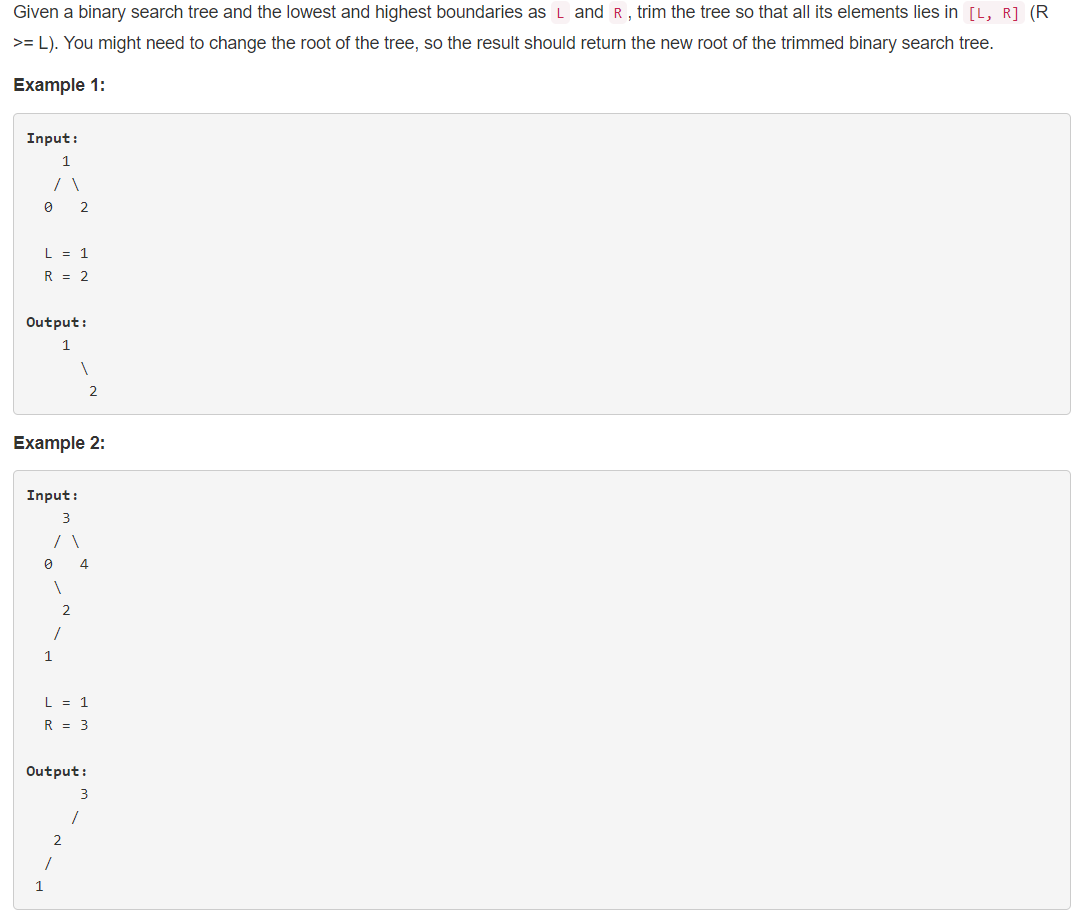 Given a binary search tree and the lowest and highest boundaries as L and R, trim the tree so that all its elements lies in [L, R] (R
>= L). You might need to change the root of the tree, so the result should return the new root of the trimmed binary search tree.
Example 1:
Input:
    1
   / \
  0   2

  L = 1
  R = 2

Output:
    1
      \
       2
Example 2:
Input:
    3
   / \
  0   4
   \
    2
   /
  1

  L = 1
  R = 3

Output:
      3
     /
   2
  /
 1